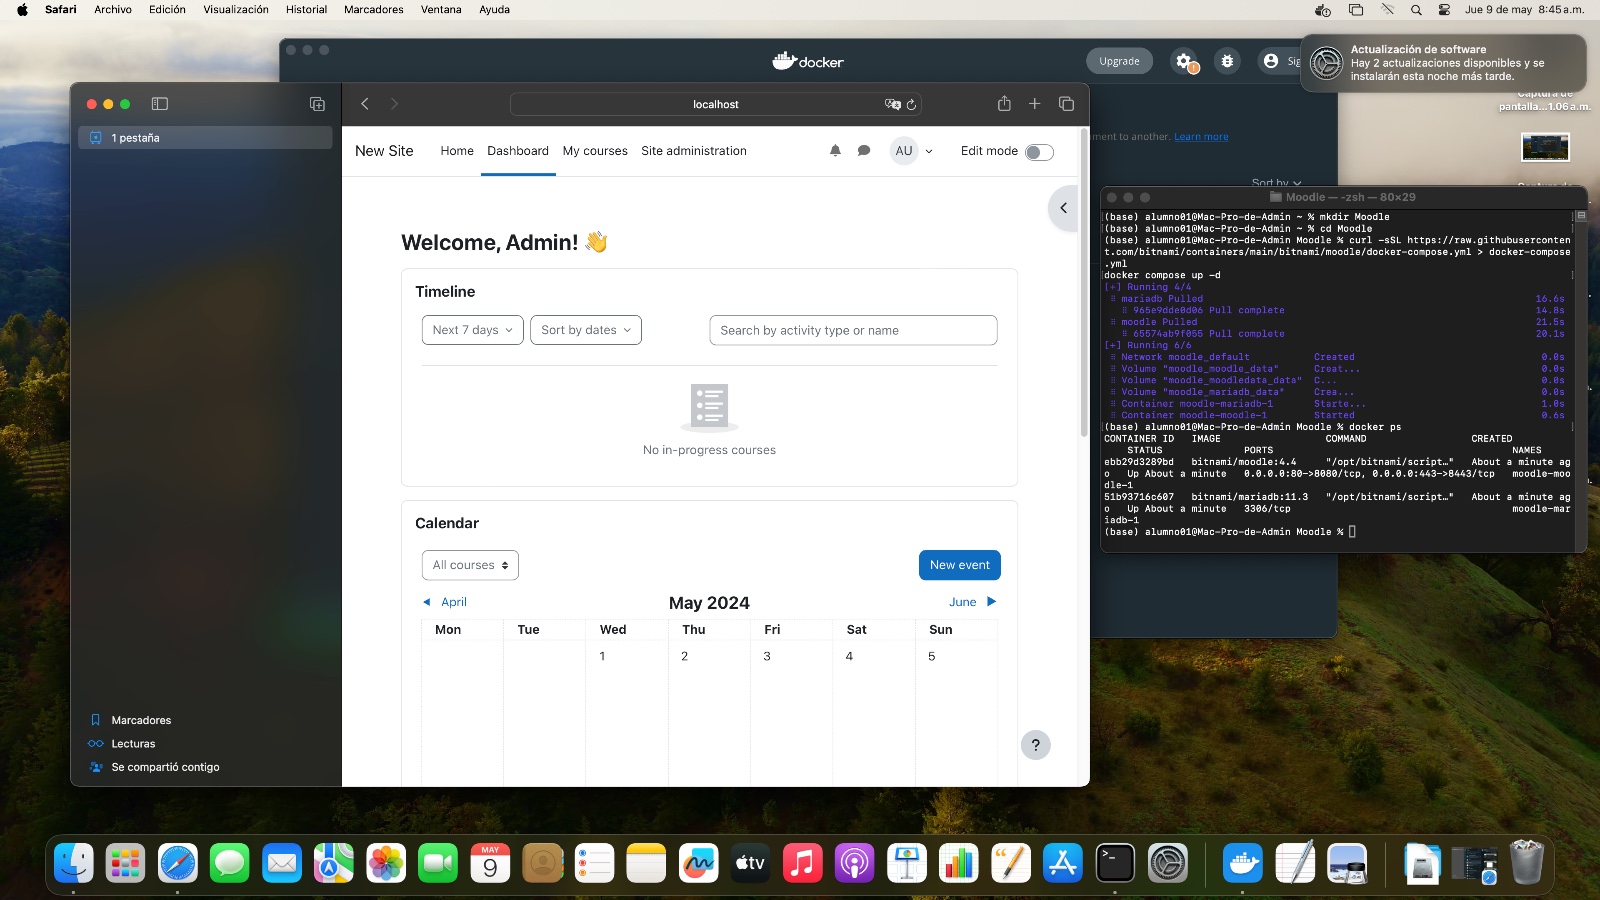 Safari Archivo Edición Visualización Historial Marcadores Ventana Ayuda
Jue 9 de may 8:45 a.m.
docker
Upgrade
Sig
Actualización de software
Hay 2 actualizaciones disponibles y se
instalarán esta noche más tarde.
pantalla...1.06 a.m.
ment to another. Learn more
Sort by
1 pestaña
localhost
New Site Home Dashboard My courses Site administration AU Edit mode
Welcome, Admin! 👋
Timeline
Next 7 days Sort by dates Search by activity type or name
No in-progress courses
Calendar
All courses New event
April May 2024 June
Mon Tue Wed Thu Fri Sat Sun
1 2 3 4 5
?
Marcadores
Lecturas
Se compartió contigo
Moodle — -zsh — 80×29
(base) alumno01@Mac-Pro-de-Admin ~ % mkdir Moodle
(base) alumno01@Mac-Pro-de-Admin ~ % cd Moodle
(base) alumno01@Mac-Pro-de-Admin Moodle % curl -sSL https://raw.githubuserconten
t.com/bitnami/containers/main/bitnami/moodle/docker-compose.yml > docker-compose
.yml
docker compose up -d
[+] Running 4/4
mariadb Pulled 16.6s
965e9dde0d06 Pull complete 14.8s
moodle Pulled 21.5s
65574ab9f055 Pull complete 20.1s
[+] Running 6/6
Network moodle_default Created 0.0s
Volume "moodle_moodle_data" Creat... 0.0s
Volume "moodle_moodledata_data" C... 0.0s
Volume "moodle_mariadb_data" Crea... 0.0s
Container moodle-mariadb-1 Starte... 1.0s
Container moodle-moodle-1 Started 0.6s
(base) alumno01@Mac-Pro-de-Admin Moodle % docker ps
CONTAINER ID IMAGE COMMAND CREATED
STATUS PORTS NAMES
ebb29d3289bd bitnami/moodle:4.4 "/opt/bitnami/script…" About a minute ag
o Up About a minute 0.0.0.0:80->8080/tcp, 0.0.0.0:443->8443/tcp moodle-moo
dle-1
51b93716c607 bitnami/mariadb:11.3 "/opt/bitnami/script…" About a minute ag
o Up About a minute 3306/tcp moodle-mar
iadb-1
(base) alumno01@Mac-Pro-de-Admin Moodle %
MAY
9
tv